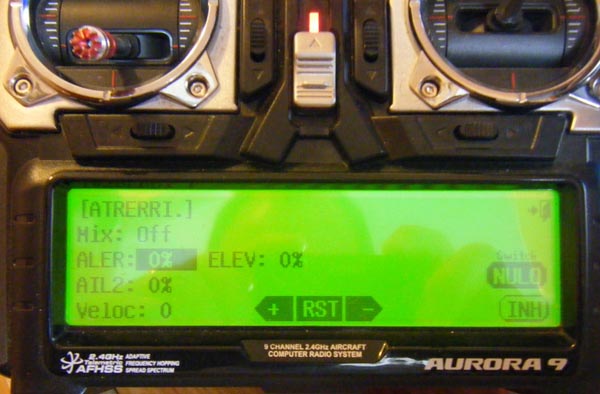 [ATRERRI.]
Mix: Off
ALER: 0% ELEV: 0%
AIL2: 0%
Veloc: 0
+ RST -
Switch
NULO
INH
2.4GHz ADAPTIVE
Telemetric FREQUENCY HOPPING
AFHSS SPREAD SPECTRUM
9 CHANNEL 2.4GHz AIRCRAFT
COMPUTER RADIO SYSTEM
AURORA 9